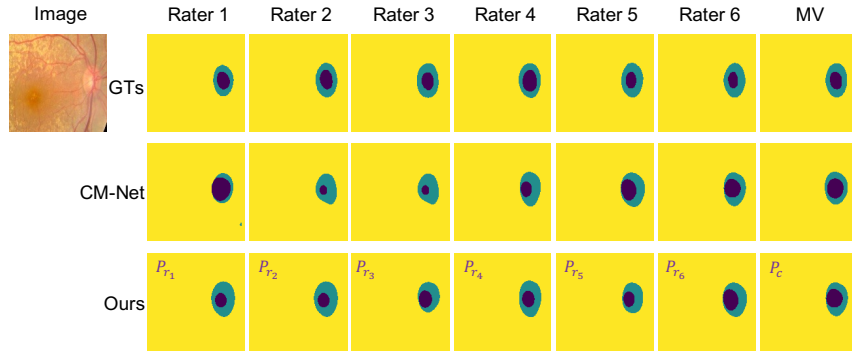 Image Rater 1 Rater 2 Rater 3 Rater 4 Rater 5 Rater 6 MV
GTs
CM-Net
Ours
P_{r_1} P_{r_2} P_{r_3} P_{r_4} P_{r_5} P_{r_6} P_c